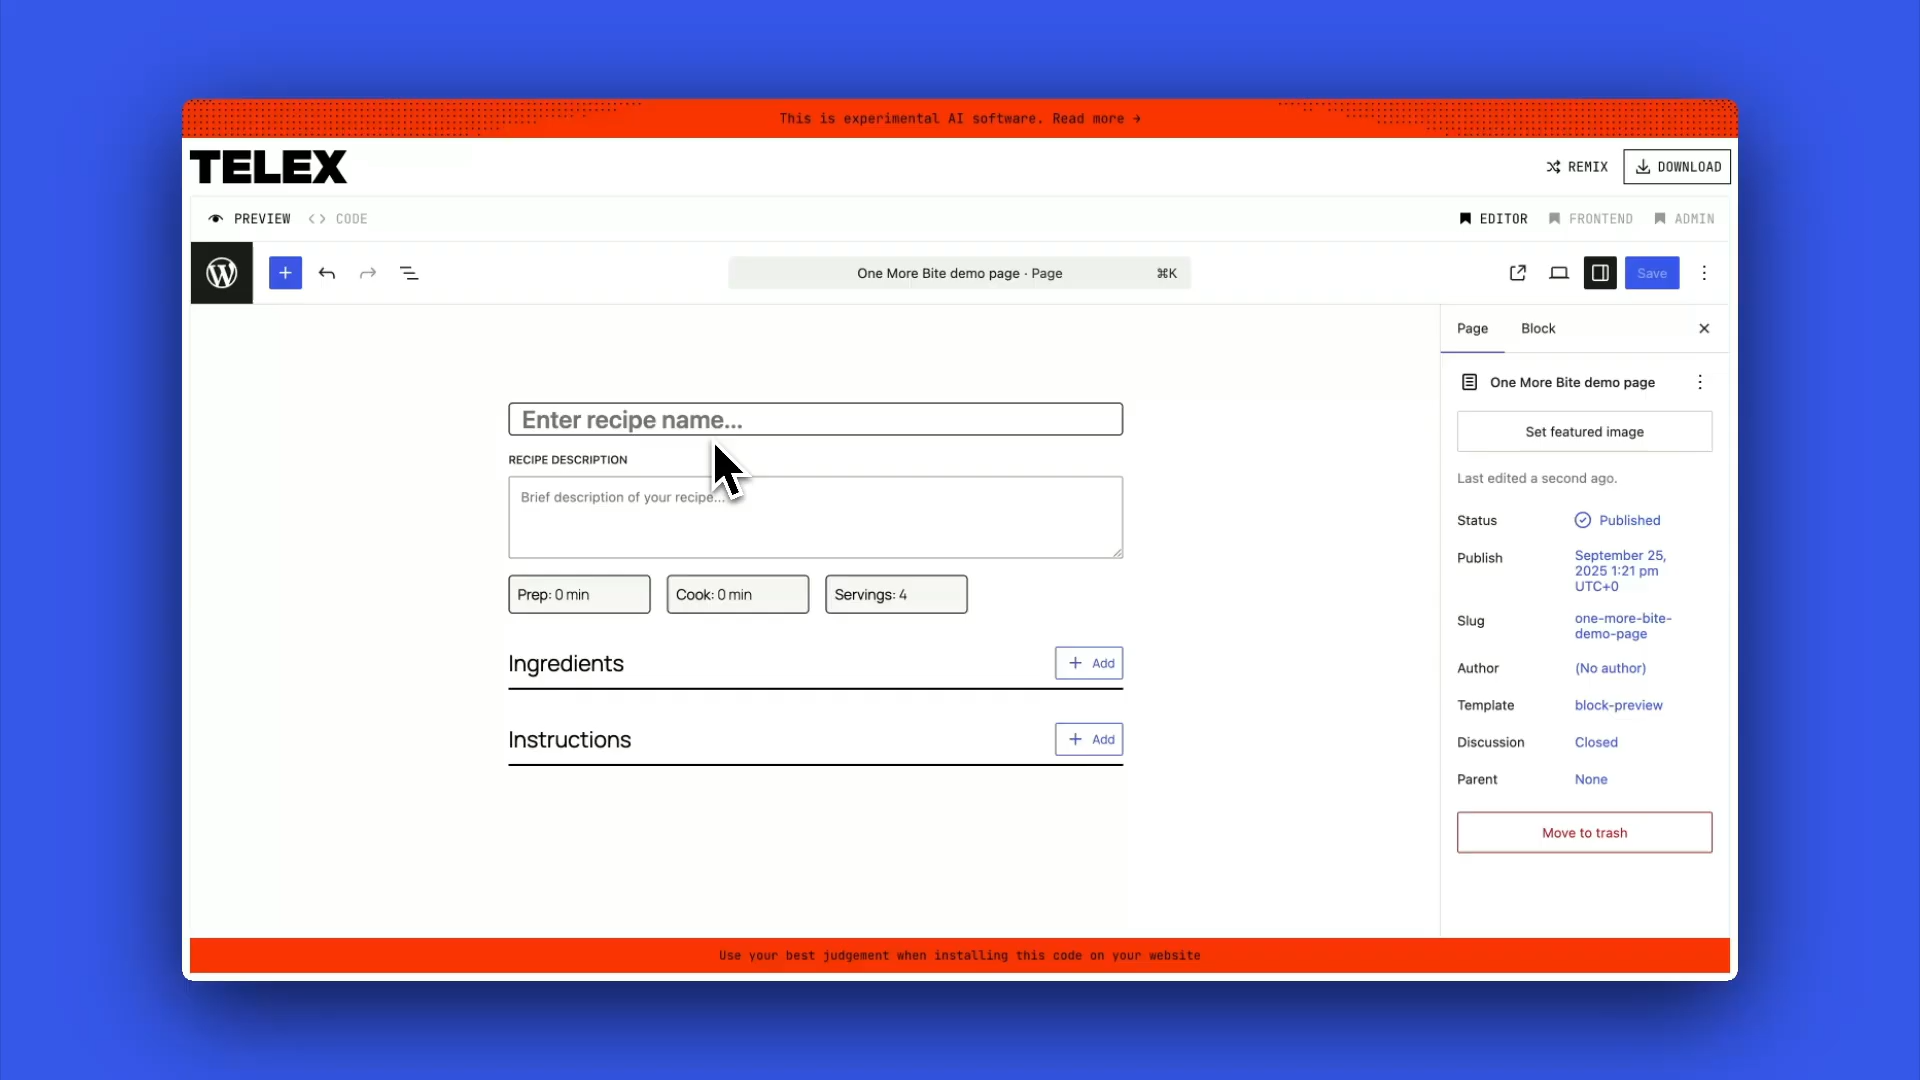 This is experimental AI software. Read more →
TELEX
REMIX
DOWNLOAD
PREVIEW
<> CODE
EDITOR
FRONTEND
ADMIN
One More Bite demo page · Page
⌘K
Save
Page
Block
One More Bite demo page
Set featured image
Last edited a second ago.
Status
Published
Publish
September 25,
2025 1:21 pm
UTC+0
Slug
one-more-bite-
demo-page
Author
(No author)
Template
block-preview
Discussion
Closed
Parent
None
Move to trash
Enter recipe name...
RECIPE DESCRIPTION
Brief description of your recipe...
Prep: 0 min
Cook: 0 min
Servings: 4
Ingredients
+ Add
Instructions
+ Add
Use your best judgement when installing this code on your website